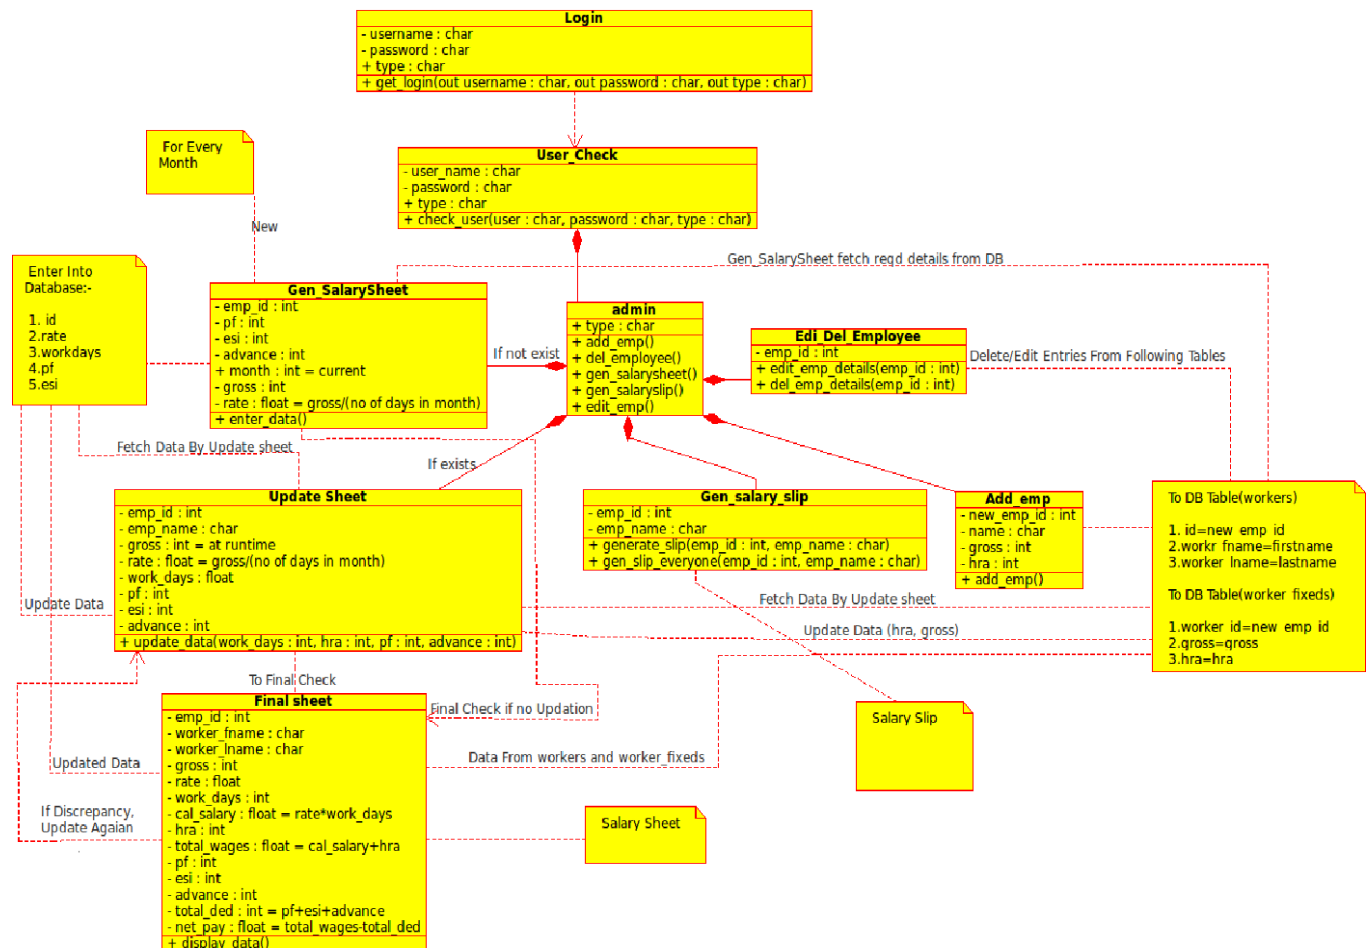 Login
- username : char
- password : char
+ type : char
+ get_login(out username : char, out password : char, out type : char)
For Every
Month
User_Check
- user_name : char
- password : char
+ type : char
+ check_user(user : char, password : char, type : char)
New
Enter Into
Database:-
1. id
2.rate
3.workdays
4.pf
5.esi
Gen_SalarySheet fetch reqd details from DB
Gen_SalarySheet
- emp_id : int
- pf : int
- esi : int
- advance : int
+ month : int = current
- gross : int
- rate : float = gross/(no of days in month)
+ enter_data()
If not exist
admin
+ type : char
+ add_emp()
+ del_employee()
+ gen_salarysheet()
+ gen_salaryslip()
+ edit_emp()
Edi_Del_Employee
- emp_id : int
+ edit_emp_details(emp_id : int)
+ del_emp_details(emp_id : int)
Delete/Edit Entries From Following Tables
Fetch Data By Update sheet
If exists
Update Sheet
- emp_id : int
- emp_name : char
- gross : int = at runtime
- rate : float = gross/(no of days in month)
- work_days : float
- pf : int
- esi : int
- advance : int
+ update_data(work_days : int, hra : int, pf : int, advance : int)
Gen_salary_slip
- emp_id : int
- emp_name : char
+ generate_slip(emp_id : int, emp_name : char)
+ gen_slip_everyone(emp_id : int, emp_name : char)
Add_emp
- new_emp_id : int
- name : char
- gross : int
- hra : int
+ add_emp()
To DB Table(workers)
1. id=new emp id
2.workr fname=firstname
3.worker lname=lastname
To DB Table(worker fixeds)
1.worker id=new emp id
2.gross=gross
3.hra=hra
Update Data
Fetch Data By Update sheet
Update Data (hra, gross)
To Final Check
Final sheet
- emp_id : int
- worker_fname : char
- worker_lname : char
- gross : int
- rate : float
- work_days : int
- cal_salary : float = rate*work_days
- hra : int
- total_wages : float = cal_salary+hra
- pf : int
- esi : int
- advance : int
- total_ded : int = pf+esi+advance
- net_pay : float = total_wages-total_ded
+ display_data()
Final Check if no Updation
Updated Data
Data From workers and worker_fixeds
If Discrepancy,
Update Agaian
Salary Slip
Salary Sheet